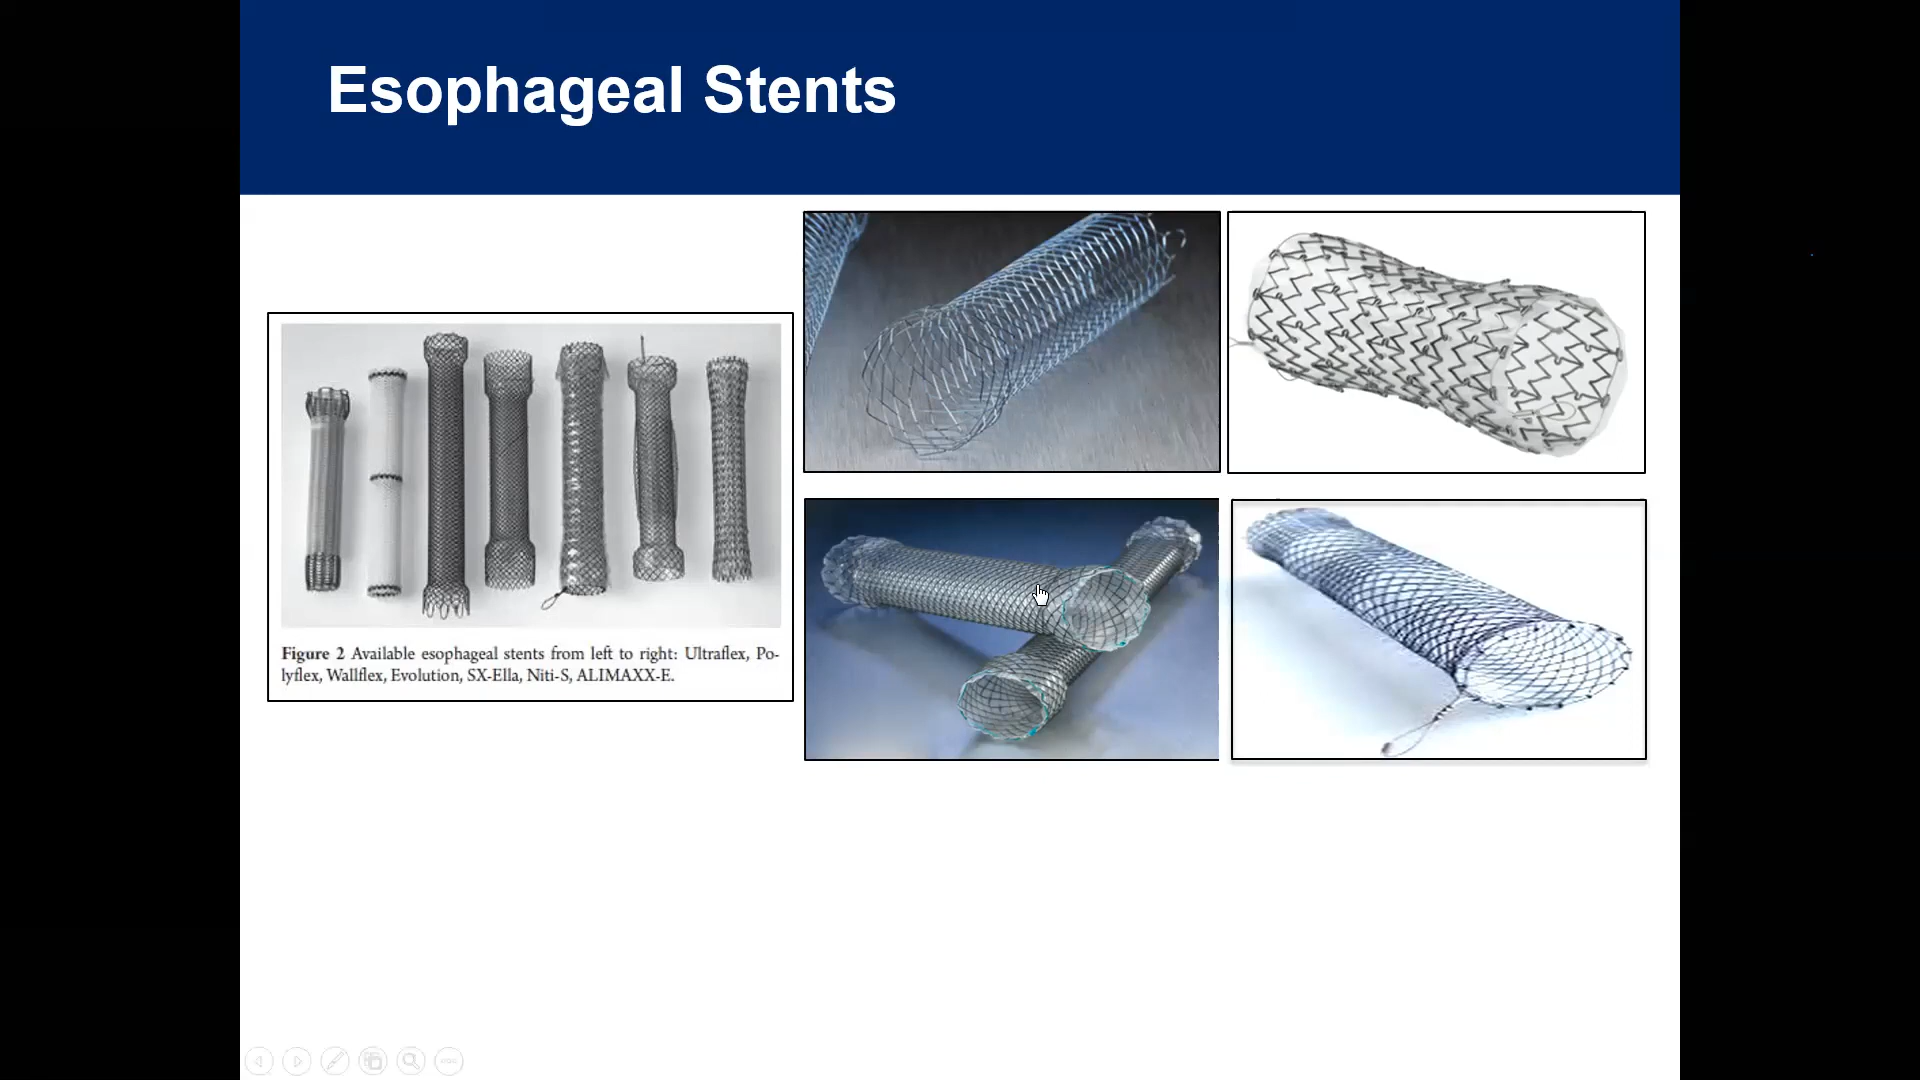 Esophageal Stents
Figure 2 Available esophageal stents from left to right: Ultraflex, Po-
lyflex, Wallflex, Evolution, SX-Ella, Niti-S, ALIMAXX-E.